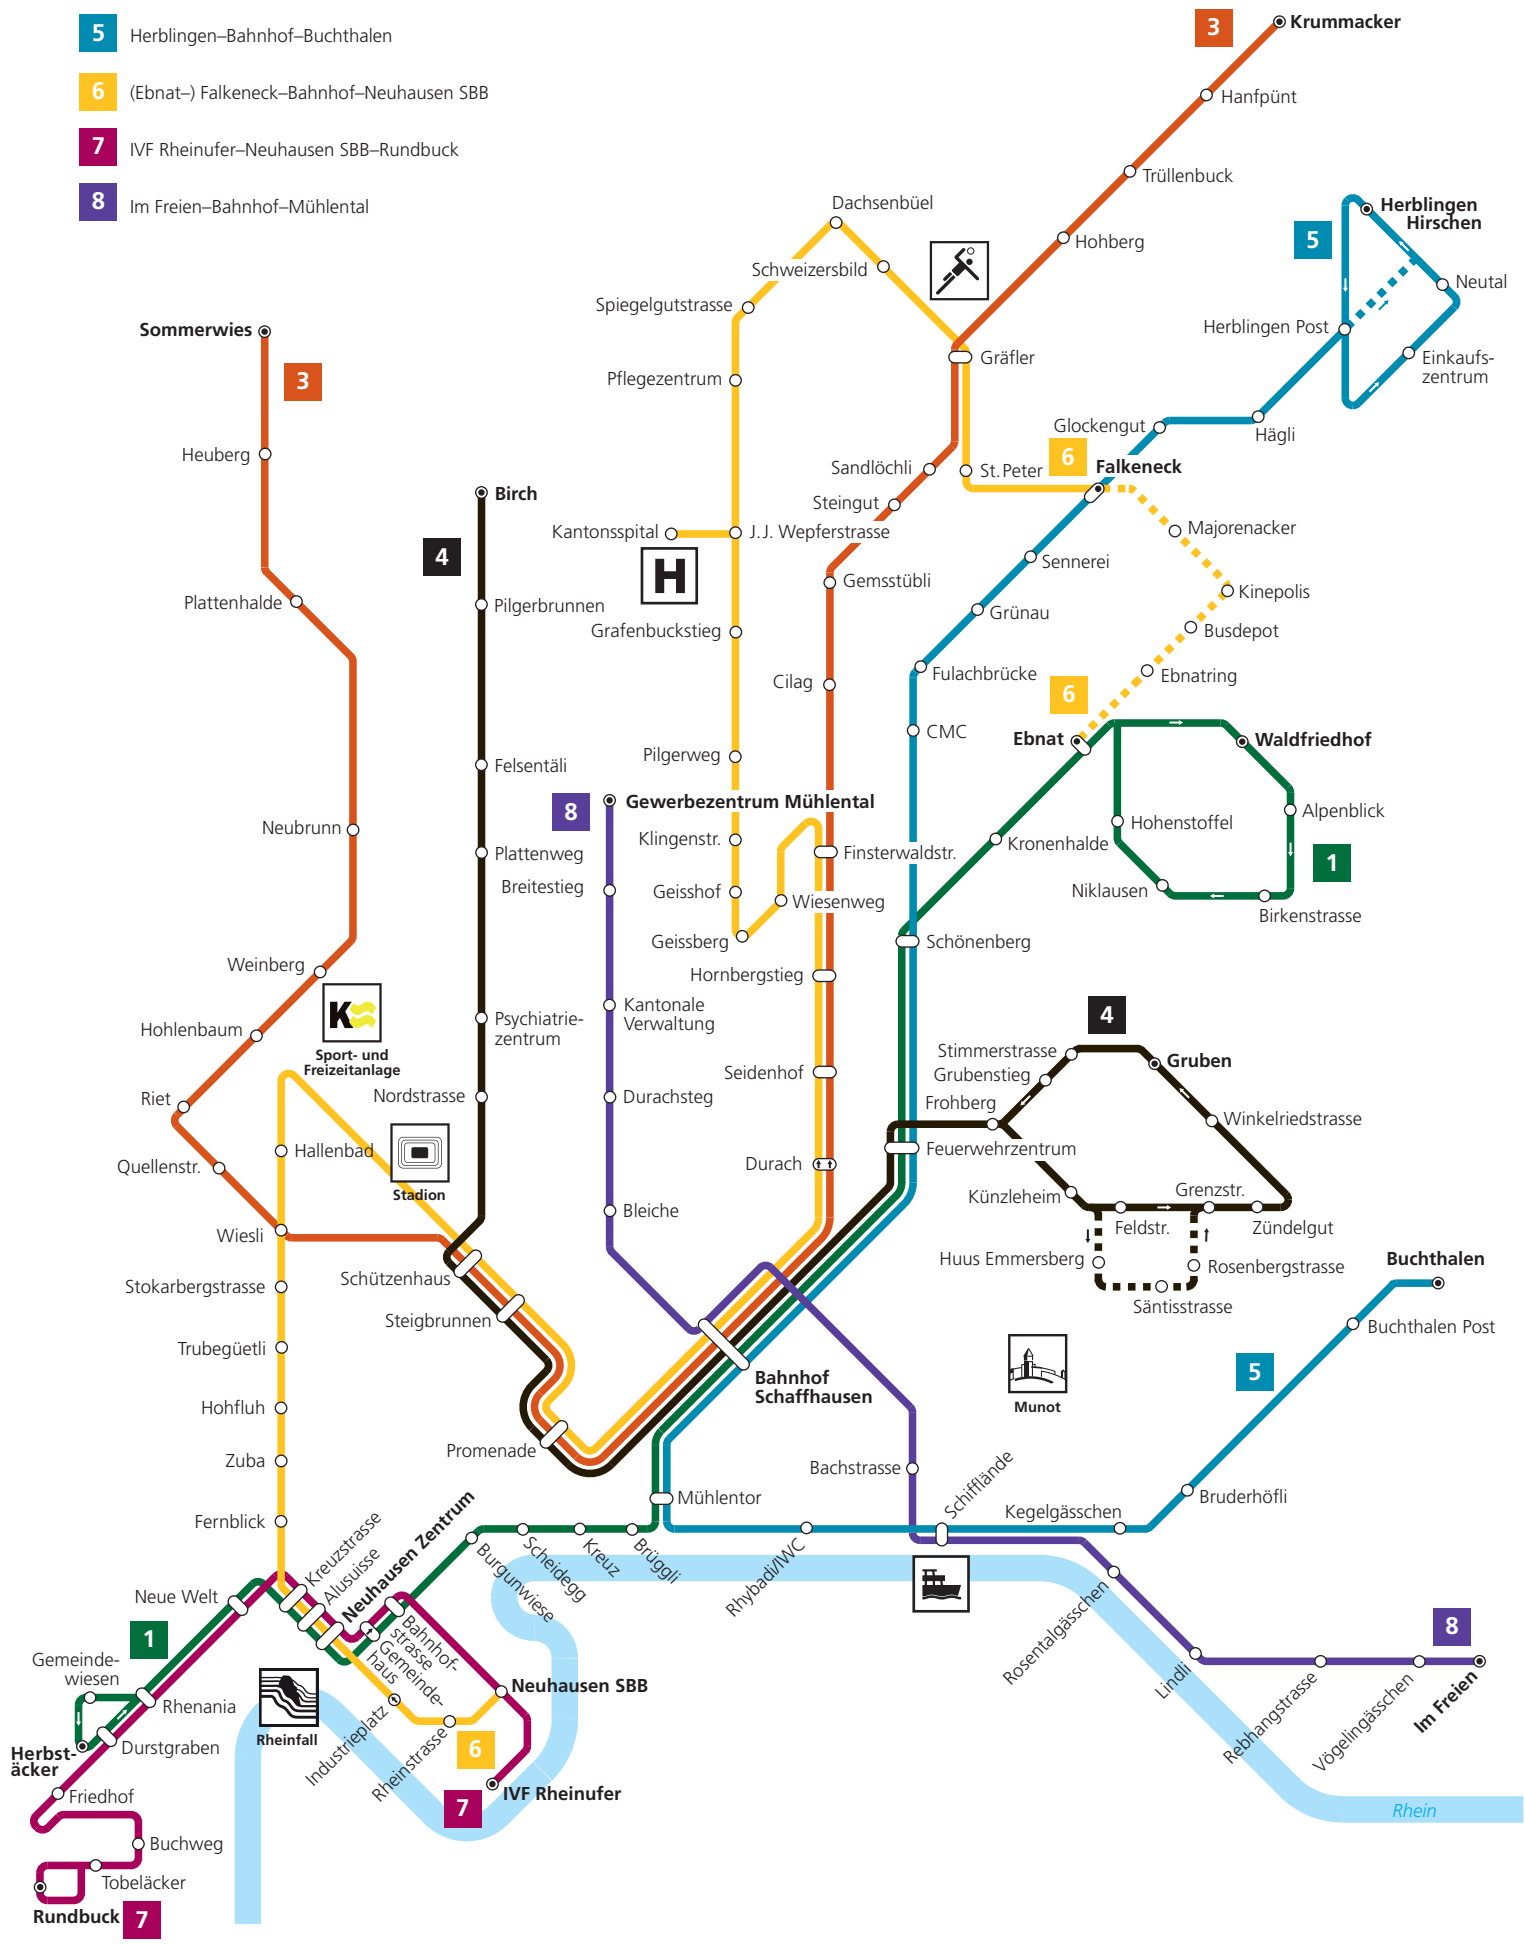 5 Herblingen–Bahnhof–Buchthalen
6 (Ebnat–) Falkeneck–Bahnhof–Neuhausen SBB
7 IVF Rheinufer–Neuhausen SBB–Rundbuck
8 Im Freien–Bahnhof–Mühlental
3
Krummacker
Hanfpünt
Trüllenbuck
Hohberg
Dachsenbüel
Schweizersbild
Spiegelgutstrasse
Pflegezentrum
Gräfler
5
Herblingen
Hirschen
Neutal
Herblingen Post
Einkaufs-
zentrum
Hägli
Glockengut
6
Falkeneck
St. Peter
Sandlöchli
Steingut
Sommerwies
3
Heuberg
Plattenhalde
Neubrunn
Weinberg
Hohlenbaum
Riet
Quellenstr.
Wiesli
Birch
4
Pilgerbrunnen
Felsentäli
Plattenweg
Psychiatrie-
zentrum
Nordstrasse
Kantonsspital
J.J. Wepferstrasse
H
Grafenbuckstieg
Pilgerweg
Klingenstr.
Geisshof
Geissberg
Wiesenweg
Gemsstübli
Cilag
Finsterwaldstr.
Hornbergstieg
Seidenhof
Durach
Majorenacker
Kinepolis
Busdepot
Ebnatring
Sennerei
Grünau
Fulachbrücke
CMC
6
Ebnat
Waldfriedhof
Alpenblick
Hohenstoffel
1
Kronenhalde
Niklausen
Birkenstrasse
Schönenberg
8
Gewerbezentrum Mühlental
Breitestieg
Kantonale
Verwaltung
Durachsteg
Bleiche
K
Sport- und
Freizeitanlage
Hallenbad
Stadion
4
Stimmerstrasse
Gruben
Grubenstieg
Frohberg
Winkelriedstrasse
Feuerwehrzentrum
Künzleheim
Grenzstr.
Feldstr.
Zündelgut
Huus Emmersberg
Rosenbergstrasse
Säntisstrasse
Schützenhaus
Steigbrunnen
Promenade
Stokarbergstrasse
Trubegüetli
Hohfluh
Zuba
Fernblick
Bahnhof
Schaffhausen
Munot
Buchthalen
Buchthalen Post
5
Bruderhöfli
Kegelgässchen
Schifflände
Bachstrasse
Mühlentor
Rhybadi/IWC
Brüggli
Kreuz
Scheidegg
Burgunwiese
Kreuzstrasse
Alusuisse
Neuhausen Zentrum
Neue Welt
1
Gemeinde-
wiesen
Rhenania
Durstgraben
Herbst-
äcker
Friedhof
Buchweg
Tobeläcker
Rundbuck
7
Rheinfall
Bahnhof-
strasse
Gemeinde-
haus
Industrieplatz
Rheinstrasse
Neuhausen SBB
6
IVF Rheinufer
7
Rosentalgässchen
Lindli
Rebhangstrasse
Vögelingässchen
8
Im Freien
Rhein